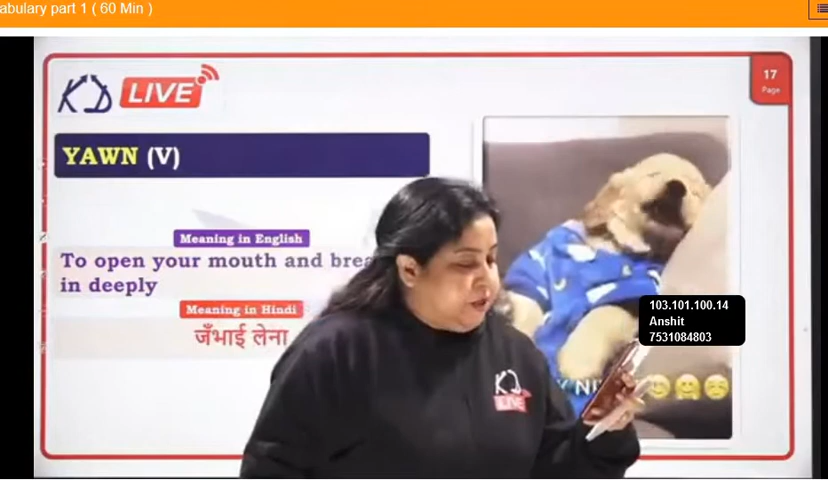 abulary part 1 ( 60 Min )
KD LIVE
17
Page
YAWN (V)
Meaning in English
To open your mouth and brea
in deeply
Meaning in Hindi
जँभाई लेना
103.101.100.14
Anshit
7531084803
KD
LIVE